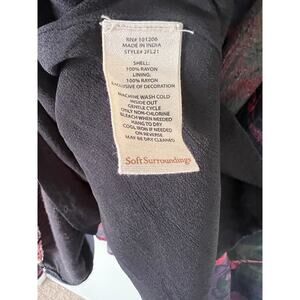 RN# 101206
MADE IN INDIA
STYLE# 2FL21
SHELL:
100% RAYON
LINING:
100% RAYON
EXCLUSIVE OF DECORATION
MACHINE WASH COLD
INSIDE OUT
GENTLE CYCLE
ONLY NON-CHLORINE
BLEACH WHEN NEEDED
HANG TO DRY
COOL IRON IF NEEDED
ON REVERSE
MAY BE DRY CLEANED
Soft Surroundings